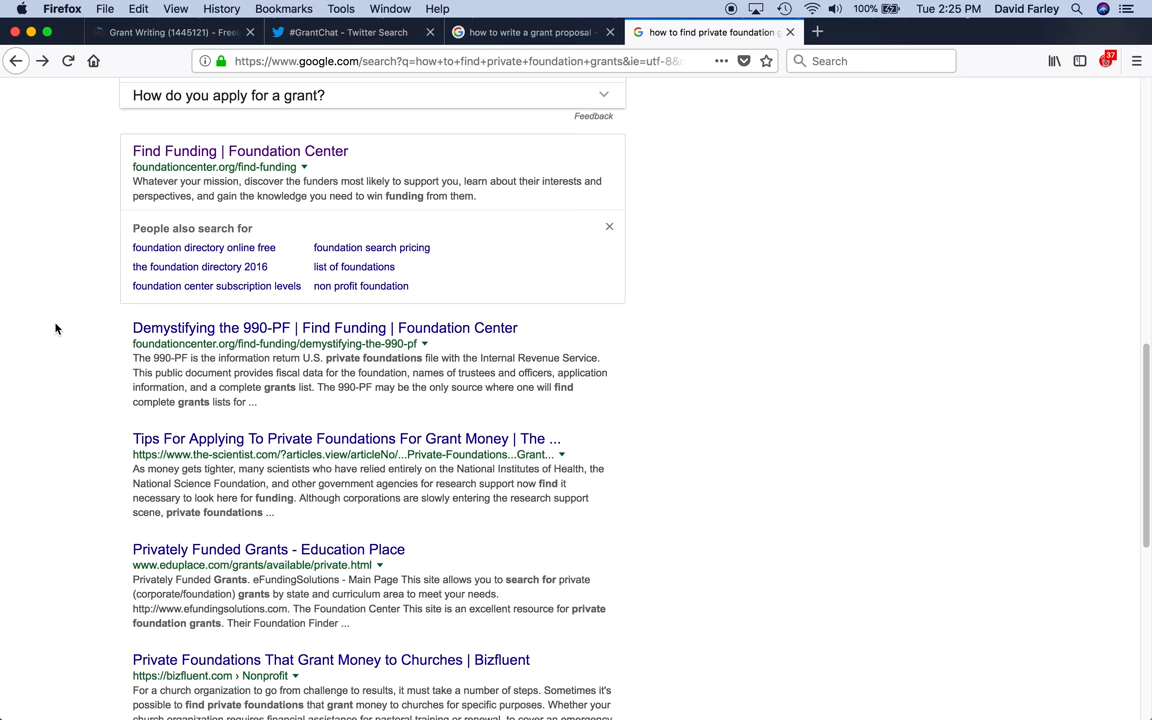 Firefox File Edit View History Bookmarks Tools Window Help 100% Tue 2:25 PM David Farley
Grant Writing (1445121) - Free
#GrantChat - Twitter Search
how to write a grant proposal -
how to find private foundation g
https://www.google.com/search?q=how+to+find+private+foundation+grants&ie=utf-8&
Search
37
How do you apply for a grant?
Feedback
Find Funding | Foundation Center
foundationcenter.org/find-funding
Whatever your mission, discover the funders most likely to support you, learn about their interests and
perspectives, and gain the knowledge you need to win funding from them.
People also search for
foundation directory online free foundation search pricing
the foundation directory 2016 list of foundations
foundation center subscription levels non profit foundation
Demystifying the 990-PF | Find Funding | Foundation Center
foundationcenter.org/find-funding/demystifying-the-990-pf
The 990-PF is the information return U.S. private foundations file with the Internal Revenue Service.
This public document provides fiscal data for the foundation, names of trustees and officers, application
information, and a complete grants list. The 990-PF may be the only source where one will find
complete grants lists for ...
Tips For Applying To Private Foundations For Grant Money | The ...
https://www.the-scientist.com/?articles.view/articleNo/...Private-Foundations...Grant...
As money gets tighter, many scientists who have relied entirely on the National Institutes of Health, the
National Science Foundation, and other government agencies for research support now find it
necessary to look here for funding. Although corporations are slowly entering the research support
scene, private foundations ...
Privately Funded Grants - Education Place
www.eduplace.com/grants/available/private.html
Privately Funded Grants. eFundingSolutions - Main Page This site allows you to search for private
(corporate/foundation) grants by state and curriculum area to meet your needs.
http://www.efundingsolutions.com. The Foundation Center This site is an excellent resource for private
foundation grants. Their Foundation Finder ...
Private Foundations That Grant Money to Churches | Bizfluent
https://bizfluent.com › Nonprofit
For a church organization to go from challenge to results, it must take a number of steps. Sometimes it's
possible to find private foundations that grant money to churches for specific purposes. Whether your
church organization requires financial assistance for pastoral training or renewal, to cover an emergency